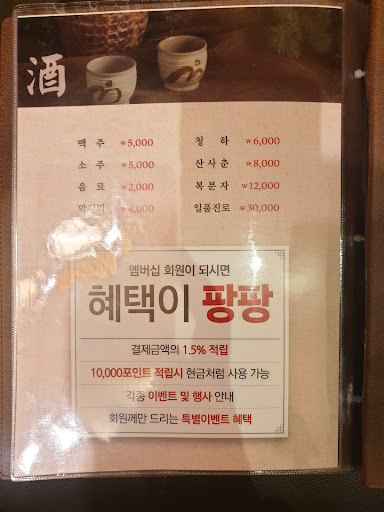 酒
맥 주 ₩5,000
소 주 ₩5,000
음 료 ₩2,000
막걸리 ₩4,000
청 하 ₩6,000
산사춘 ₩8,000
복분자 ₩12,000
일품진로 ₩30,000
멤버십 회원이 되시면
혜택이 팡팡
결제금액의 1.5% 적립
10,000포인트 적립시 현금처럼 사용 가능
각종 이벤트 및 행사 안내
회원께만 드리는 특별이벤트 혜택